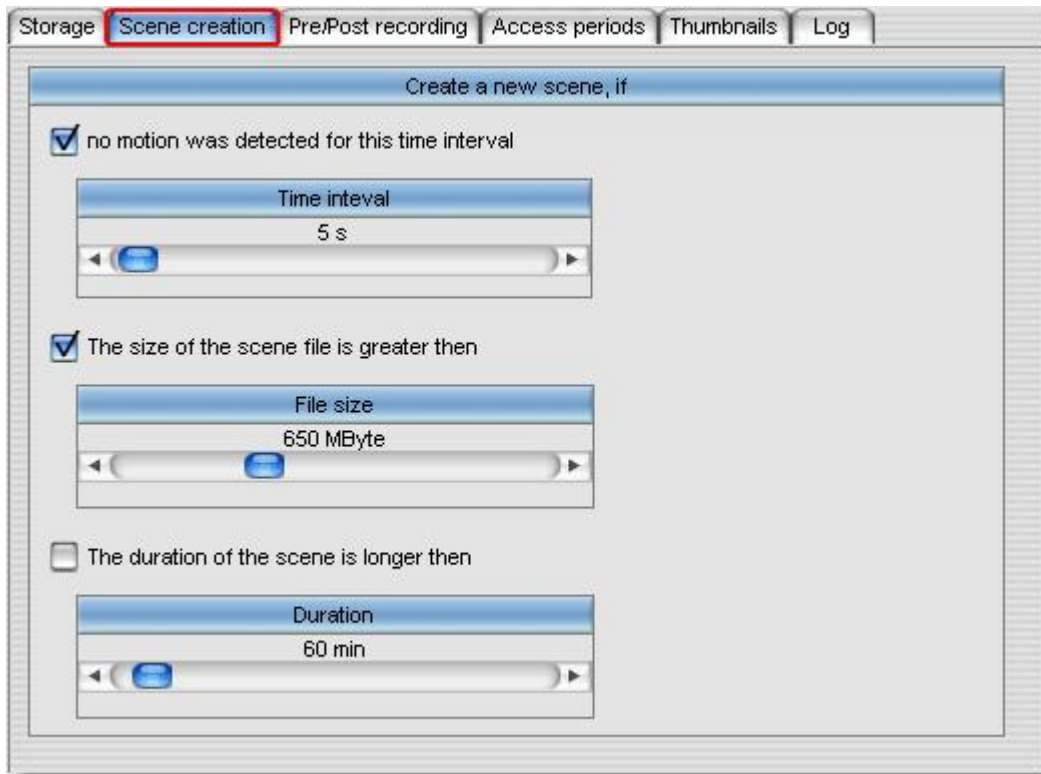 Storage Scene creation Pre/Post recording Access periods Thumbnails Log
Create a new scene, if
no motion was detected for this time interval
Time inteval
5 s
The size of the scene file is greater then
File size
650 MByte
The duration of the scene is longer then
Duration
60 min